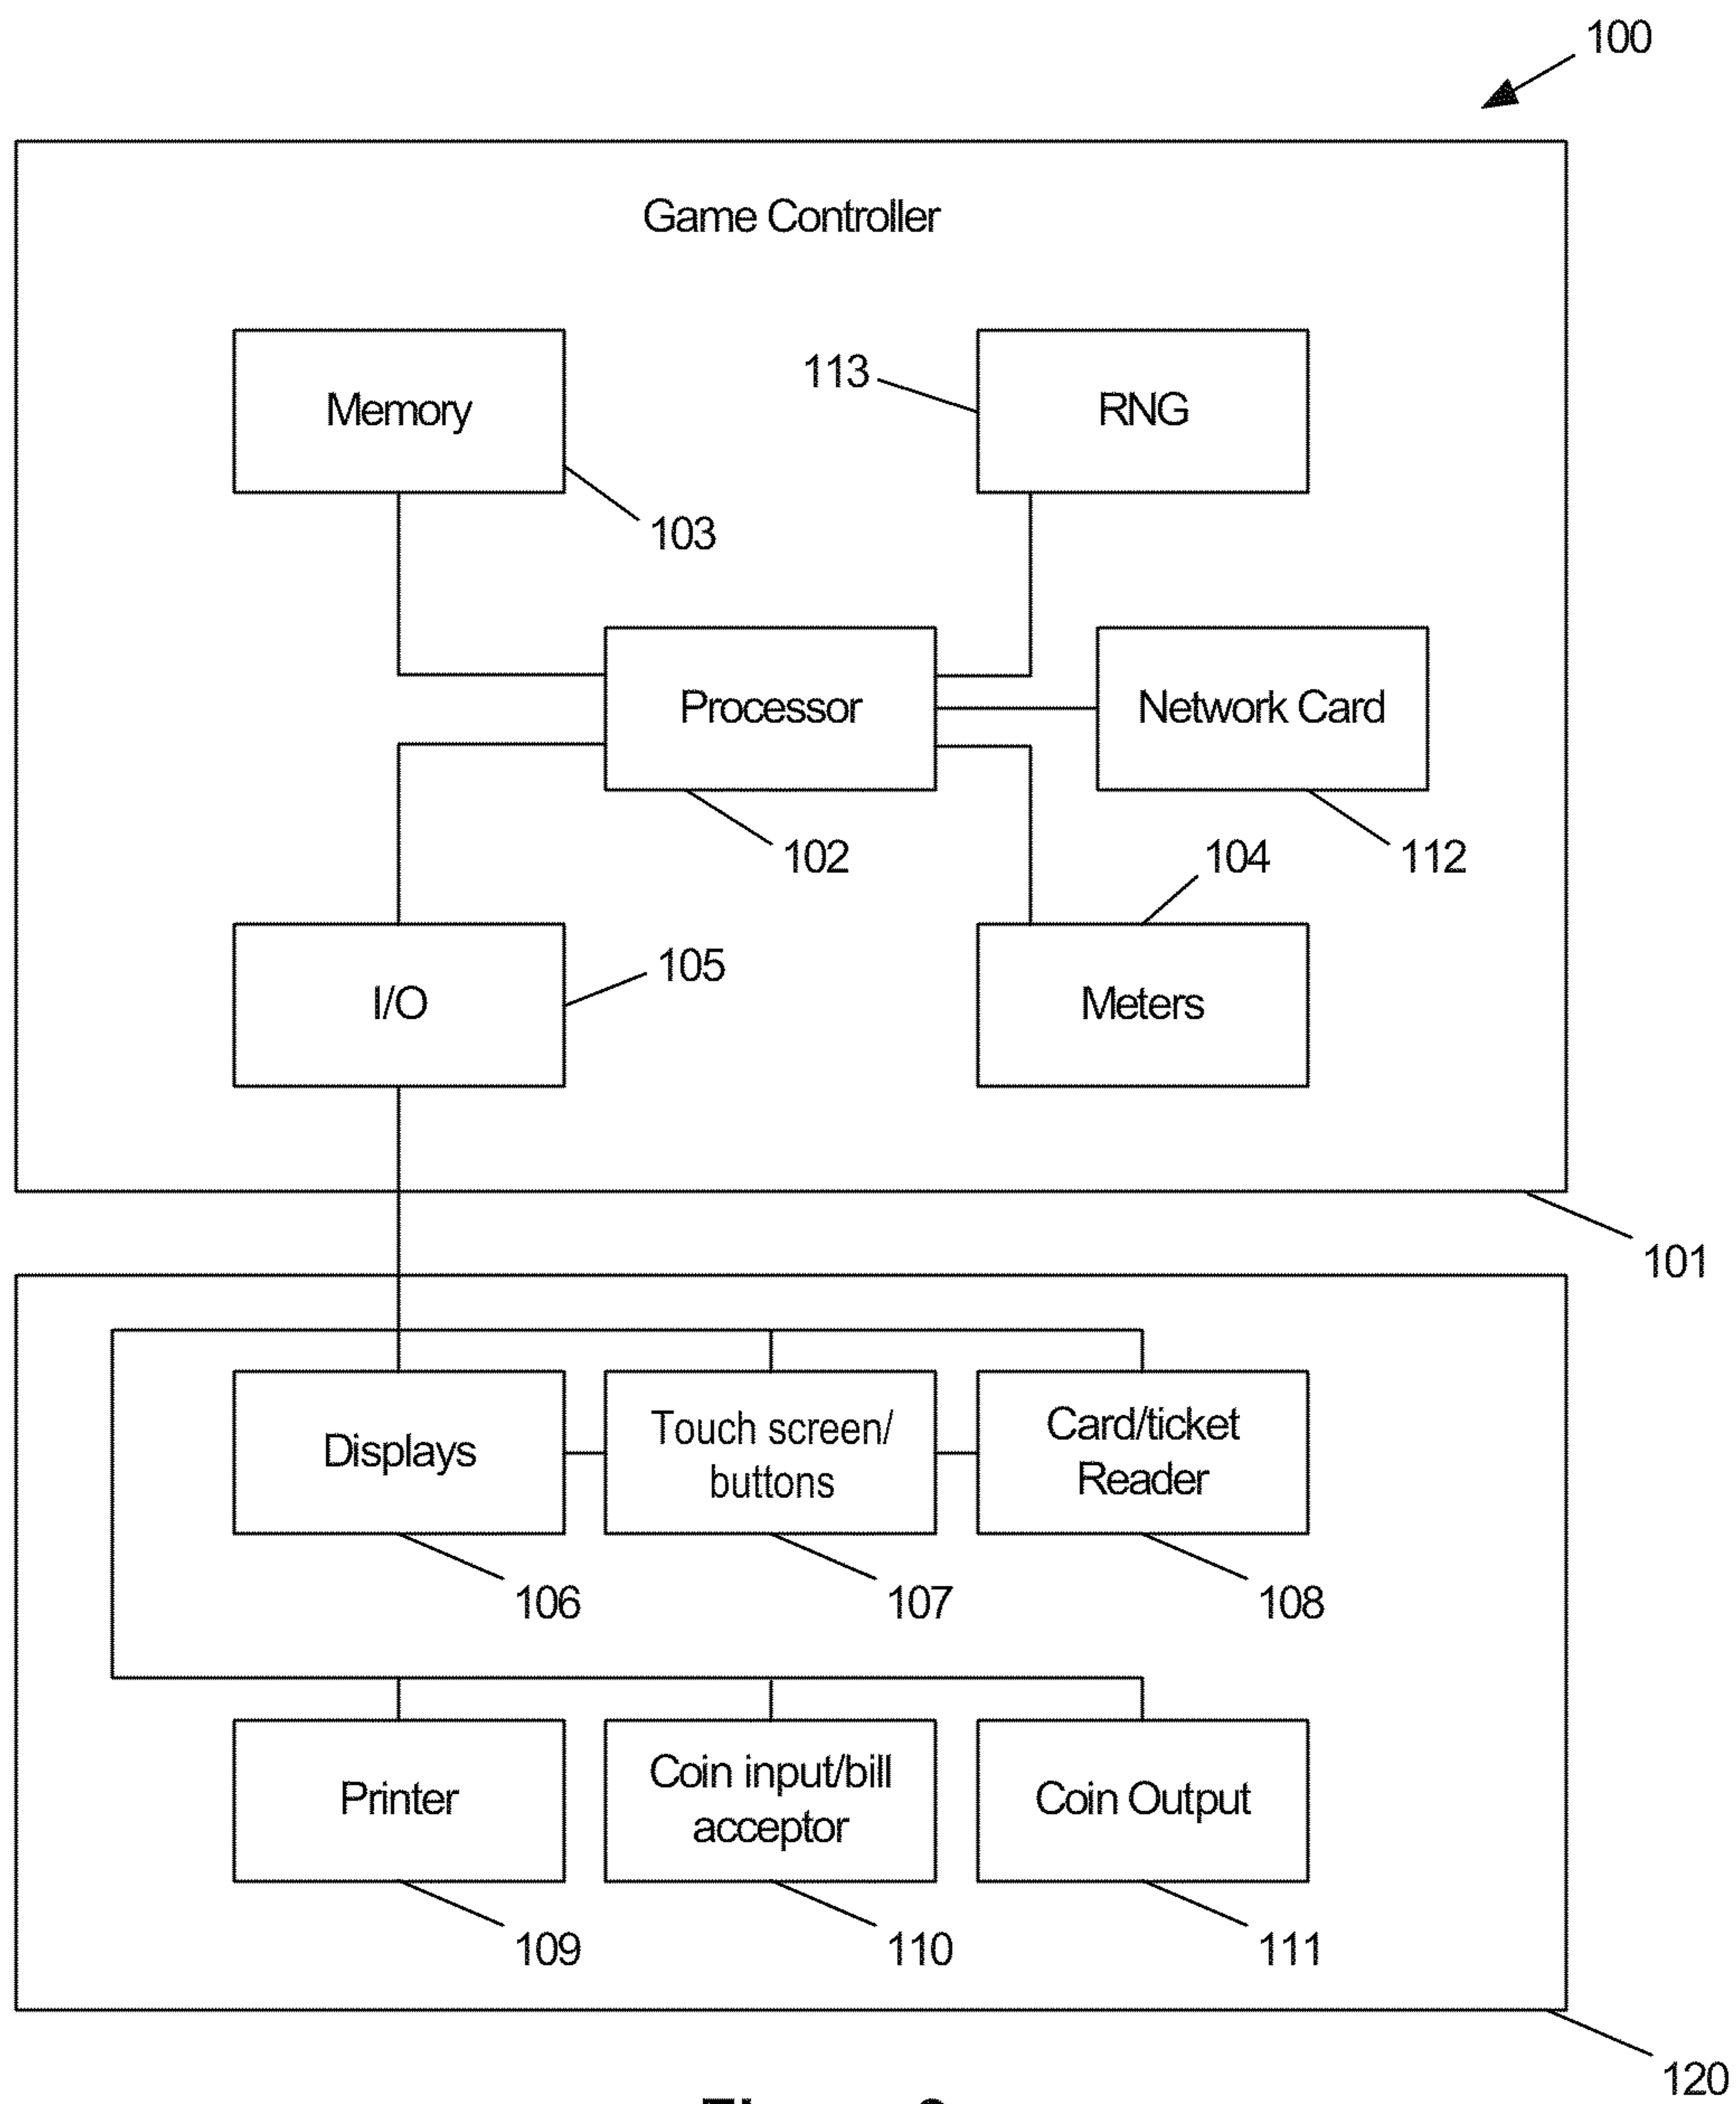 100
Game Controller
Memory
113
RNG
103
Processor
Network Card
102
104
112
I/O
105
Meters
101
Displays
Touch screen/
buttons
Card/ticket
Reader
106
107
108
Printer
Coin input/bill
acceptor
Coin Output
109
110
111
120